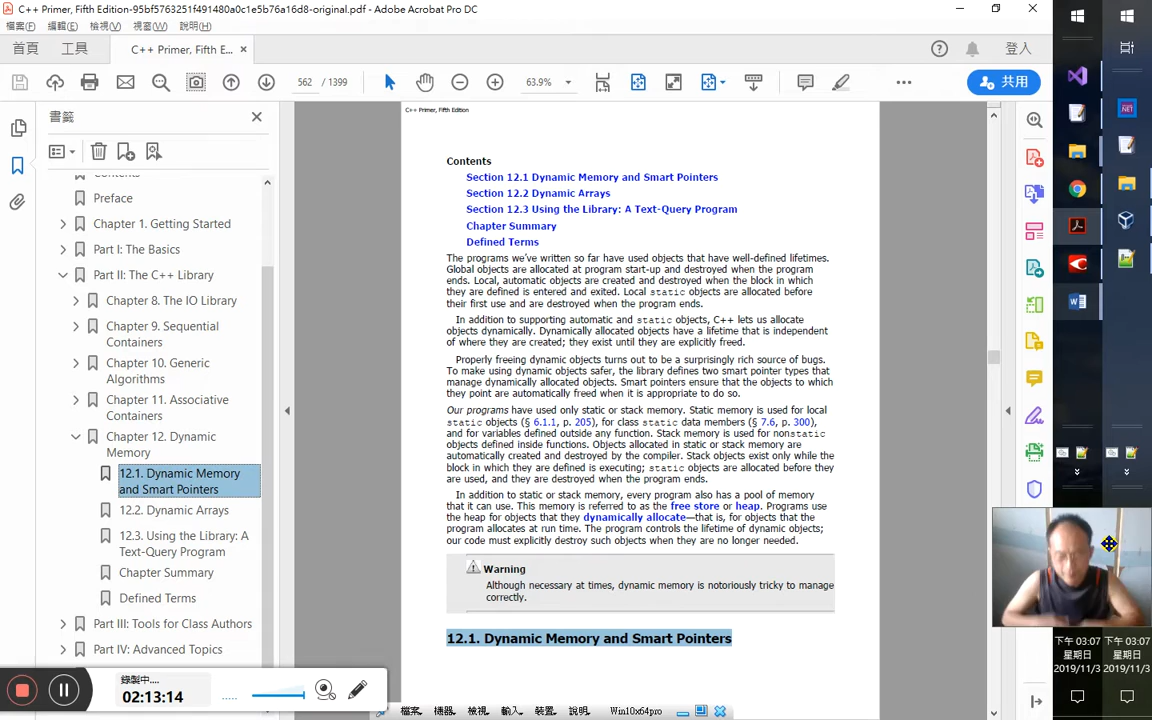 C++ Primer, Fifth Edition-95bf5763251f491480a0c1e5b76a16d8-original.pdf - Adobe Acrobat Pro DC
檔案(F) 編輯(E) 檢視(V) 視窗(W) 說明(H)
首頁 工具 C++ Primer, Fifth E... × 登入
562 / 1399 63.9% 共用
書籤
Contents
Preface
Chapter 1. Getting Started
Part I: The Basics
Part II: The C++ Library
Chapter 8. The IO Library
Chapter 9. Sequential
Containers
Chapter 10. Generic
Algorithms
Chapter 11. Associative
Containers
Chapter 12. Dynamic
Memory
12.1. Dynamic Memory
and Smart Pointers
12.2. Dynamic Arrays
12.3. Using the Library: A
Text-Query Program
Chapter Summary
Defined Terms
Part III: Tools for Class Authors
Part IV: Advanced Topics
C++ Primer, Fifth Edition
Contents
Section 12.1 Dynamic Memory and Smart Pointers
Section 12.2 Dynamic Arrays
Section 12.3 Using the Library: A Text-Query Program
Chapter Summary
Defined Terms
The programs we've written so far have used objects that have well-defined lifetimes.
Global objects are allocated at program start-up and destroyed when the program
ends. Local, automatic objects are created and destroyed when the block in which
they are defined is entered and exited. Local static objects are allocated before
their first use and are destroyed when the program ends.
In addition to supporting automatic and static objects, C++ lets us allocate
objects dynamically. Dynamically allocated objects have a lifetime that is independent
of where they are created; they exist until they are explicitly freed.
Properly freeing dynamic objects turns out to be a surprisingly rich source of bugs.
To make using dynamic objects safer, the library defines two smart pointer types that
manage dynamically allocated objects. Smart pointers ensure that the objects to which
they point are automatically freed when it is appropriate to do so.
Our programs have used only static or stack memory. Static memory is used for local
static objects (§ 6.1.1, p. 205), for class static data members (§ 7.6, p. 300),
and for variables defined outside any function. Stack memory is used for nonstatic
objects defined inside functions. Objects allocated in static or stack memory are
automatically created and destroyed by the compiler. Stack objects exist only while the
block in which they are defined is executing; static objects are allocated before they
are used, and they are destroyed when the program ends.
In addition to static or stack memory, every program also has a pool of memory
that it can use. This memory is referred to as the free store or heap. Programs use
the heap for objects that they dynamically allocate—that is, for objects that the
program allocates at run time. The program controls the lifetime of dynamic objects;
our code must explicitly destroy such objects when they are no longer needed.
Warning
Although necessary at times, dynamic memory is notoriously tricky to manage
correctly.
12.1. Dynamic Memory and Smart Pointers
錄製中...
02:13:14
檔案 機器 檢視 輸入 裝置 說明 Win10x64pro
.NET
下午 03:07 下午 03:07
星期日 星期日
2019/11/3 2019/11/3